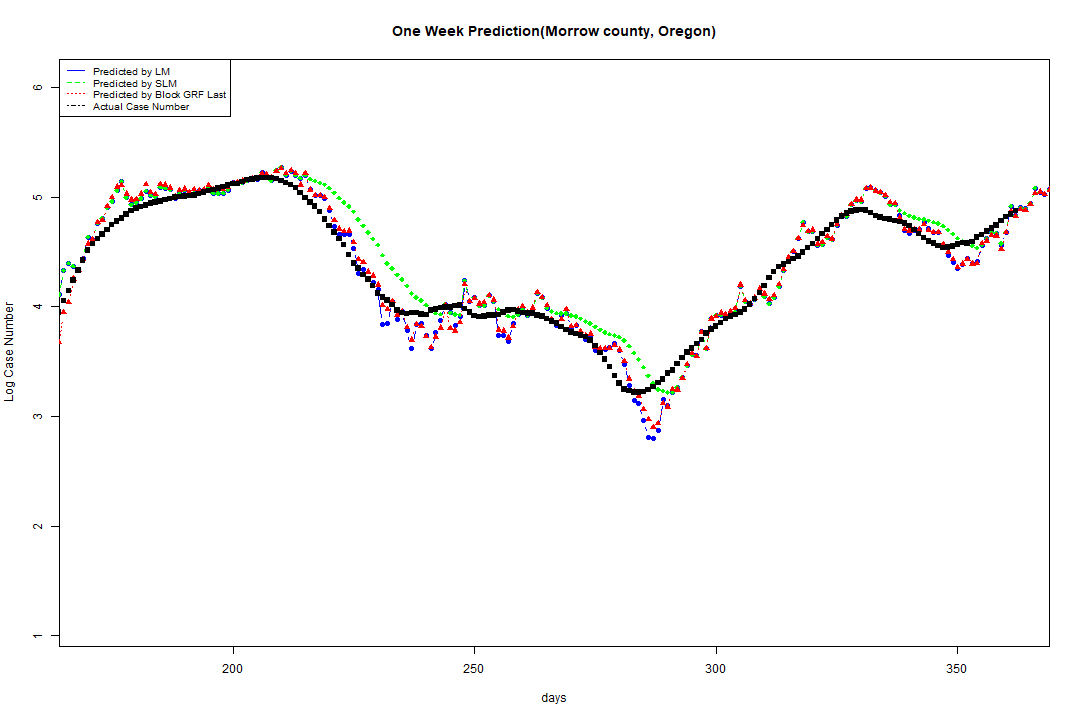 One Week Prediction(Morrow county, Oregon)
Predicted by LM
Predicted by SLM
Predicted by Block GRF Last
Actual Case Number
6
5
4
3
2
1
Log Case Number
200
250
300
350
days